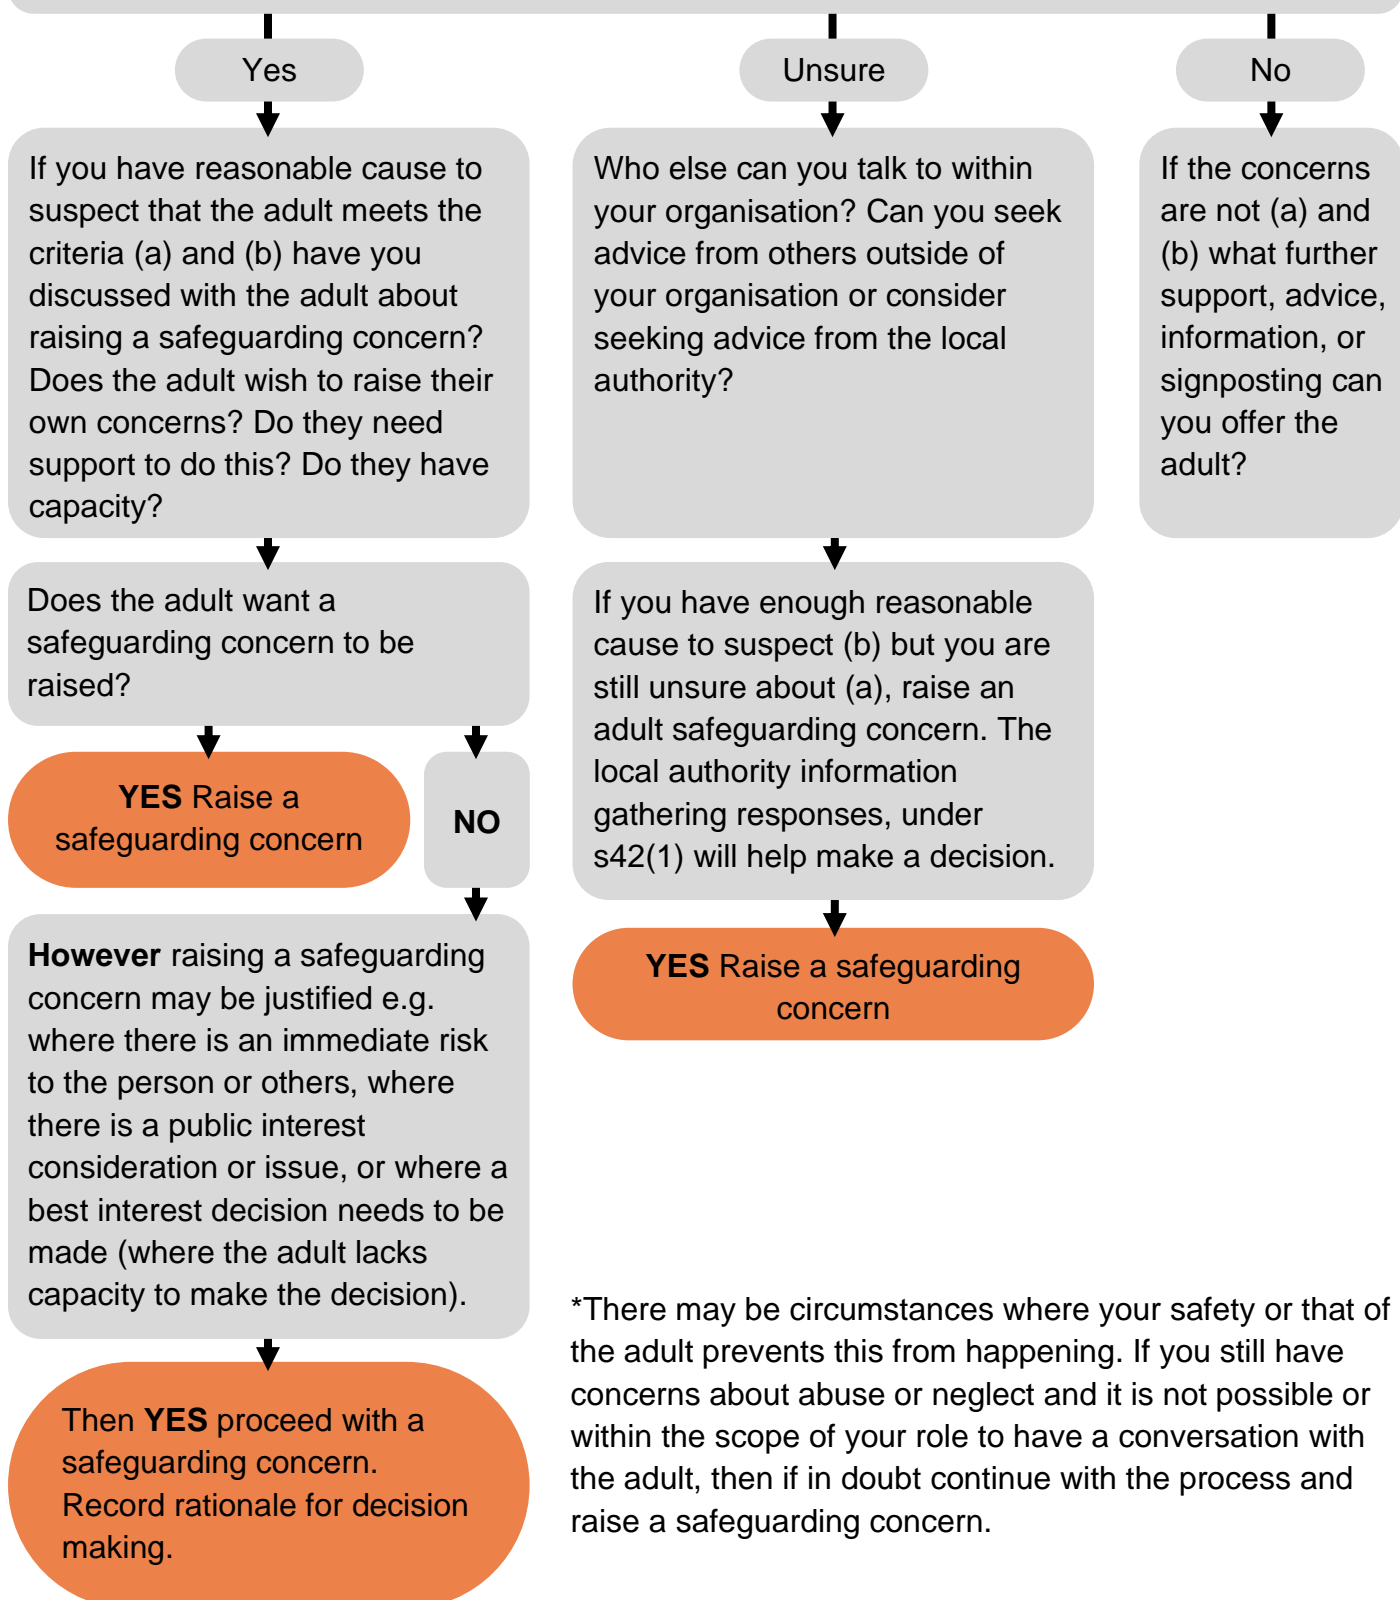 Yes
If you have reasonable cause to
suspect that the adult meets the
criteria (a) and (b) have you
discussed with the adult about
raising a safeguarding concern?
Does the adult wish to raise their
own concerns? Do they need
support to do this? Do they have
capacity?
Does the adult want a
safeguarding concern to be
raised?
YES Raise a
safeguarding concern
NO
However raising a safeguarding
concern may be justified e.g.
where there is an immediate risk
to the person or others, where
there is a public interest
consideration or issue, or where a
best interest decision needs to be
made (where the adult lacks
capacity to make the decision).
Then YES proceed with a
safeguarding concern.
Record rationale for decision
making.
Unsure
Who else can you talk to within
your organisation? Can you seek
advice from others outside of
your organisation or consider
seeking advice from the local
authority?
If you have enough reasonable
cause to suspect (b) but you are
still unsure about (a), raise an
adult safeguarding concern. The
local authority information
gathering responses, under
s42(1) will help make a decision.
YES Raise a safeguarding
concern
No
If the concerns
are not (a) and
(b) what further
support, advice,
information, or
signposting can
you offer the
adult?
*There may be circumstances where your safety or that of
the adult prevents this from happening. If you still have
concerns about abuse or neglect and it is not possible or
within the scope of your role to have a conversation with
the adult, then if in doubt continue with the process and
raise a safeguarding concern.